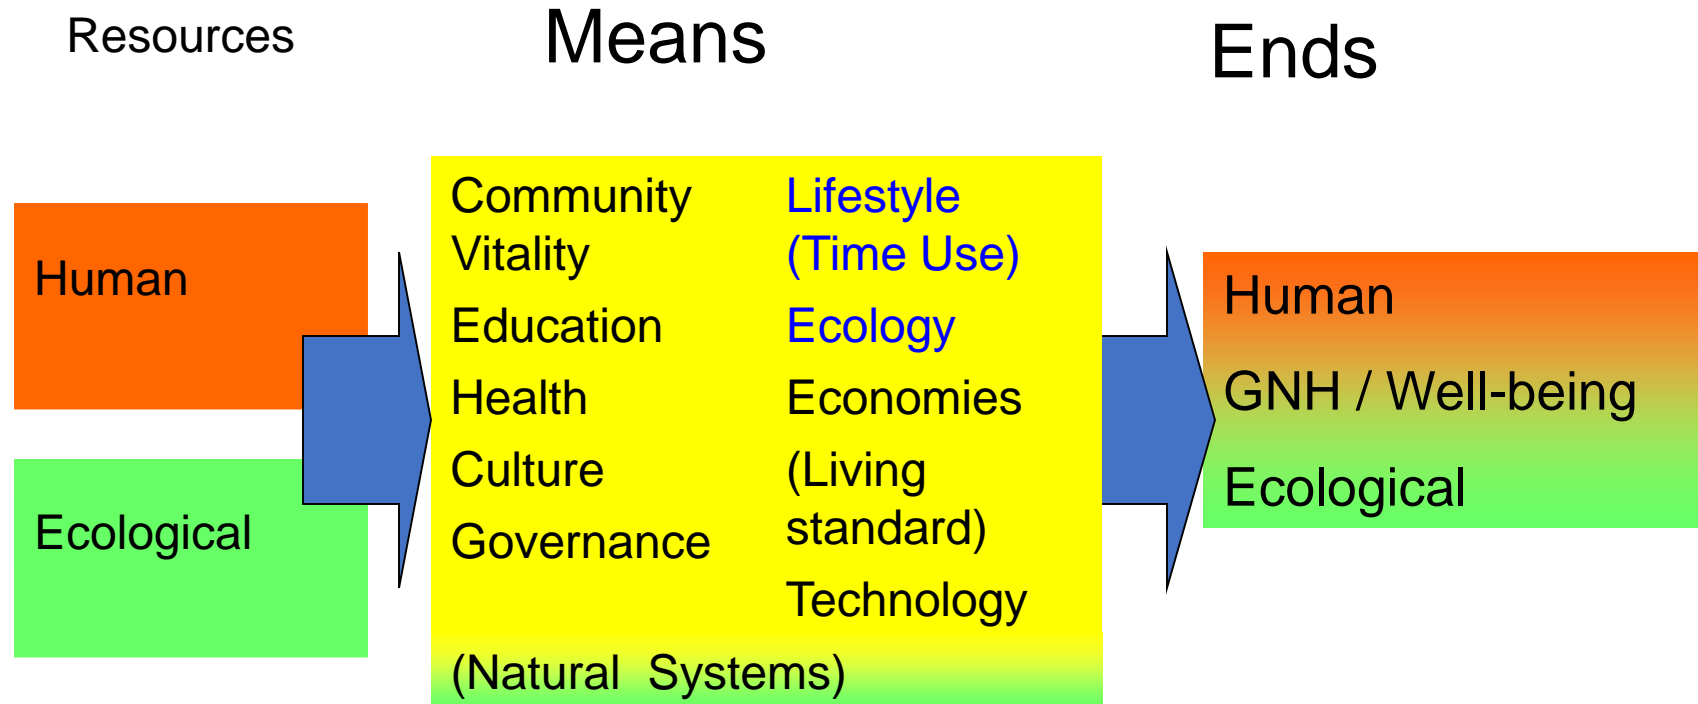 Resources
Means
Ends
Human
Ecological
Community
Vitality
Education
Health
Culture
Governance
Lifestyle
(Time Use)
Ecology
Economies
(Living
standard)
Technology
(Natural Systems)
Human
GNH / Well-being
Ecological